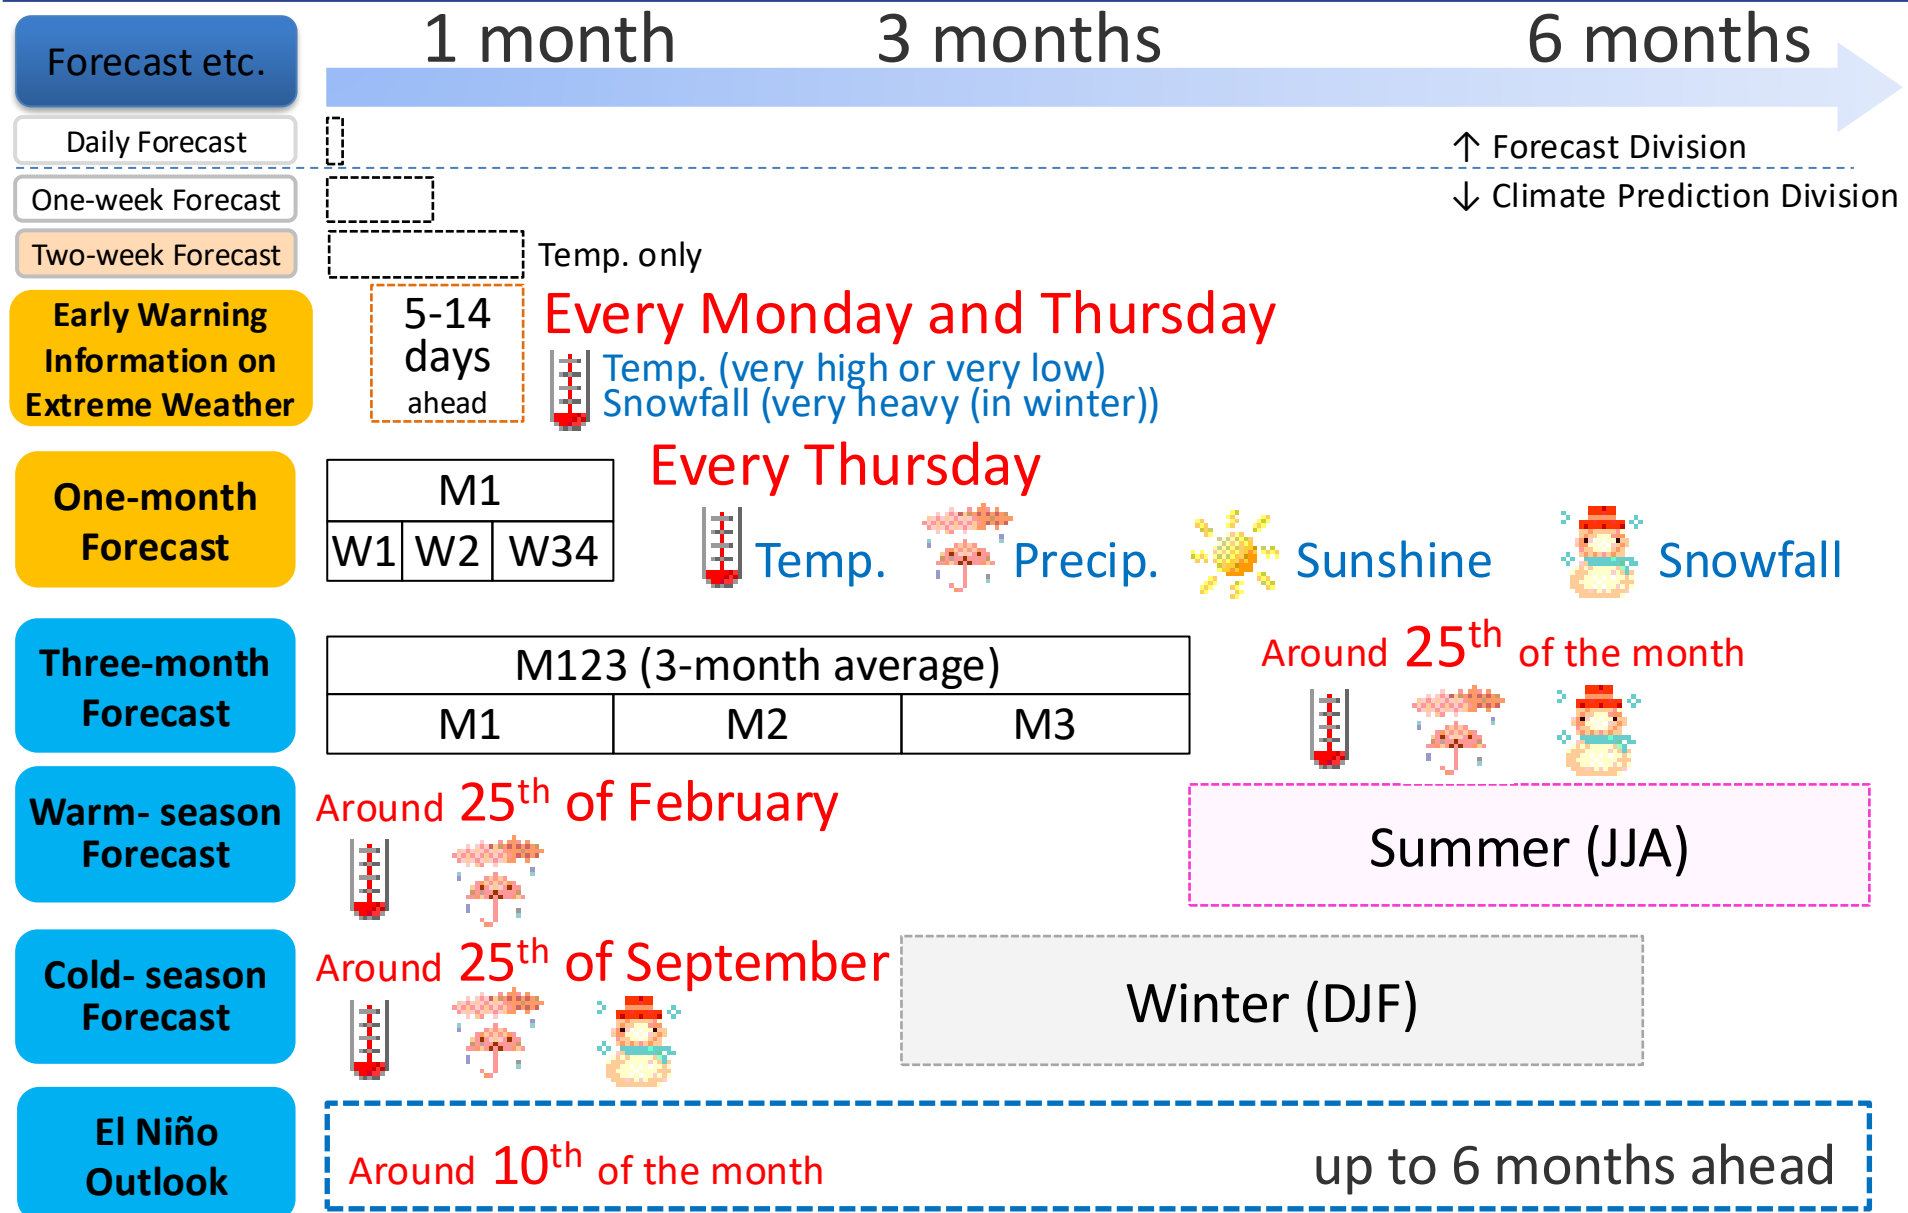 Forecast etc.
1 month
3 months
6 months
Daily Forecast
↑ Forecast Division
One-week Forecast
↓ Climate Prediction Division
Two-week Forecast
Temp. only
Early Warning
Information on
Extreme Weather
5-14
days
ahead
Every Monday and Thursday
Temp. (very high or very low)
Snowfall (very heavy (in winter))
One-month
Forecast
M1
W1
W2
W34
Every Thursday
Temp.
Precip.
Sunshine
Snowfall
Three-month
Forecast
M123 (3-month average)
M1
M2
M3
Around 25th of the month
Warm- season
Forecast
Around 25th of February
Summer (JJA)
Cold- season
Forecast
Around 25th of September
Winter (DJF)
El Niño
Outlook
Around 10th of the month
up to 6 months ahead